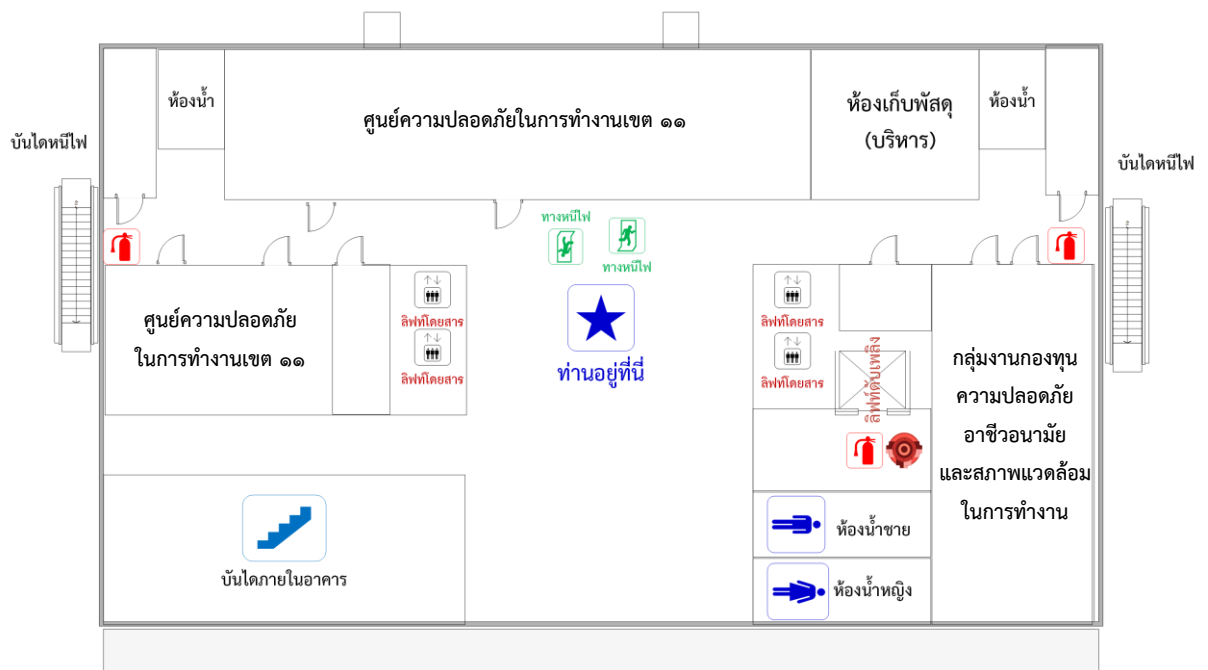 ห้องน้ำ
ศูนย์ความปลอดภัยในการทำงานเขต ๑๑
ห้องเก็บพัสดุ
(บริหาร)
ห้องน้ำ
บันไดหนีไฟ
บันไดหนีไฟ
ทางหนีไฟ
ทางหนีไฟ
ศูนย์ความปลอดภัย
ในการทำงานเขต ๑๑
ลิฟท์โดยสาร
ลิฟท์โดยสาร
ท่านอยู่ที่นี่
ลิฟท์โดยสาร
ลิฟท์โดยสาร
ลิฟท์ดับเพลิง
กลุ่มงานกองทุน
ความปลอดภัย
อาชีวอนามัย
และสภาพแวดล้อม
ในการทำงาน
บันไดภายในอาคาร
ห้องน้ำชาย
ห้องน้ำหญิง